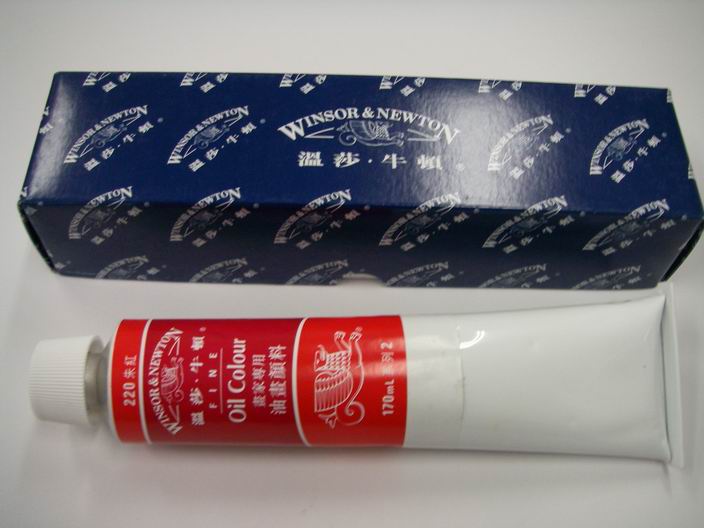 WINSOR & NEWTON
溫莎·牛頓®
220 朱紅
WINSOR & NEWTON
溫莎·牛頓®
FINE
Oil Colour
畫家專用
油畫顏料
170mL 系列 2